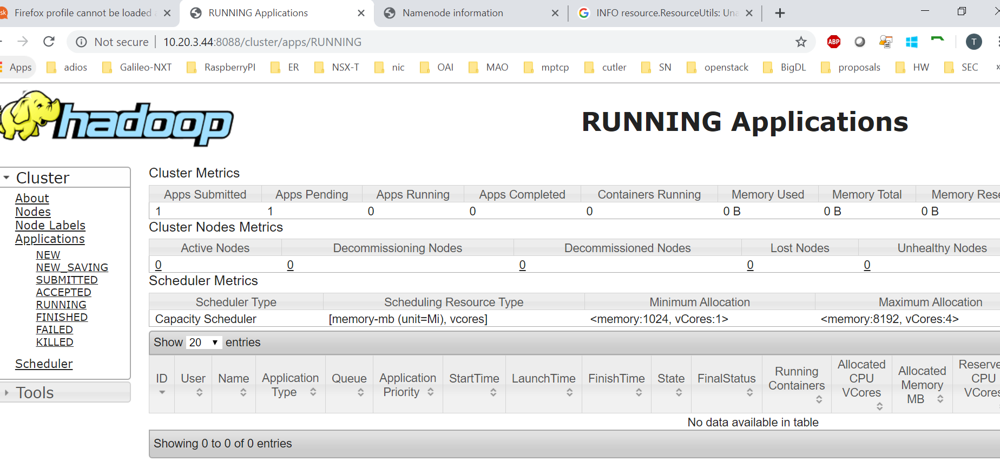 sk Firefox profile cannot be loaded a RUNNING Applications Namenode information INFO resource.ResourceUtils: Una
Not secure 10.20.3.44:8088/cluster/apps/RUNNING ABP T
Apps adios Galileo-NXT RaspberryPI ER NSX-T nic OAI MAO mptcp cutler SN openstack BigDL proposals HW SEC »
hadoop
RUNNING Applications
Cluster
About
Nodes
Node Labels
Applications
NEW
NEW_SAVING
SUBMITTED
ACCEPTED
RUNNING
FINISHED
FAILED
KILLED
Scheduler
Tools
Cluster Metrics
Apps Submitted Apps Pending Apps Running Apps Completed Containers Running Memory Used Memory Total Memory Rese
1 1 0 0 0 0 B 0 B 0 B
Cluster Nodes Metrics
Active Nodes Decommissioning Nodes Decommissioned Nodes Lost Nodes Unhealthy Nodes
0 0 0 0 0
Scheduler Metrics
Scheduler Type Scheduling Resource Type Minimum Allocation Maximum Allocation
Capacity Scheduler [memory-mb (unit=Mi), vcores] <memory:1024, vCores:1> <memory:8192, vCores:4>
Show 20 entries
ID User Name Application Type Queue Application Priority StartTime LaunchTime FinishTime State FinalStatus Running Containers Allocated CPU VCores Allocated Memory MB Reserve CPU VCores
No data available in table
Showing 0 to 0 of 0 entries